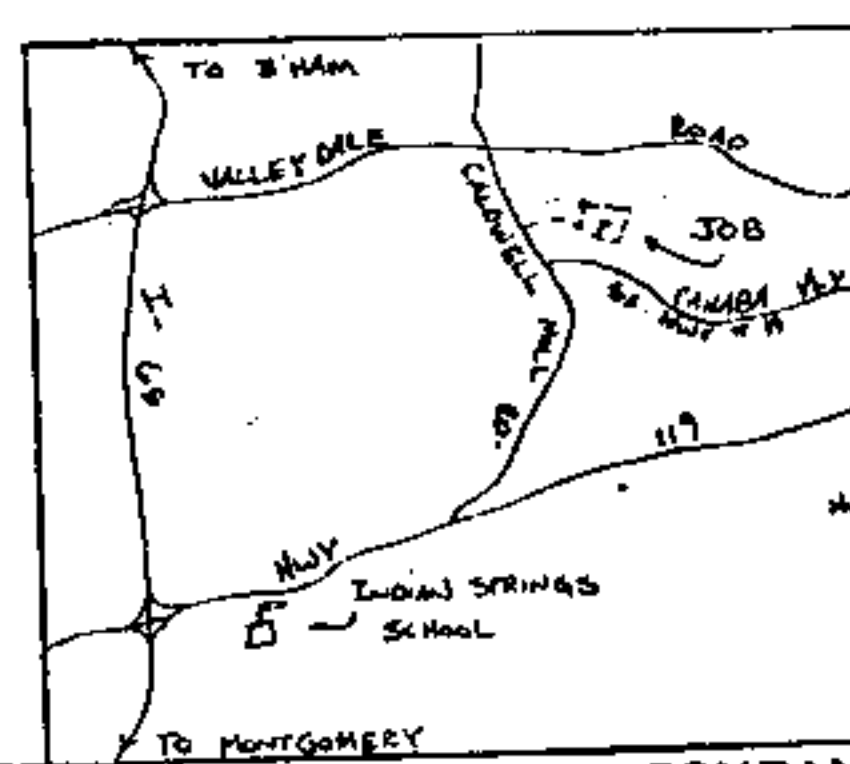 TO B'HAM
VALLEY DALE ROAD
CALDWELL MILL RD.
JOB
CAHABA VLY
HWY
I-65
HWY 119
INDIAN SPRINGS
SCHOOL
TO MONTGOMERY